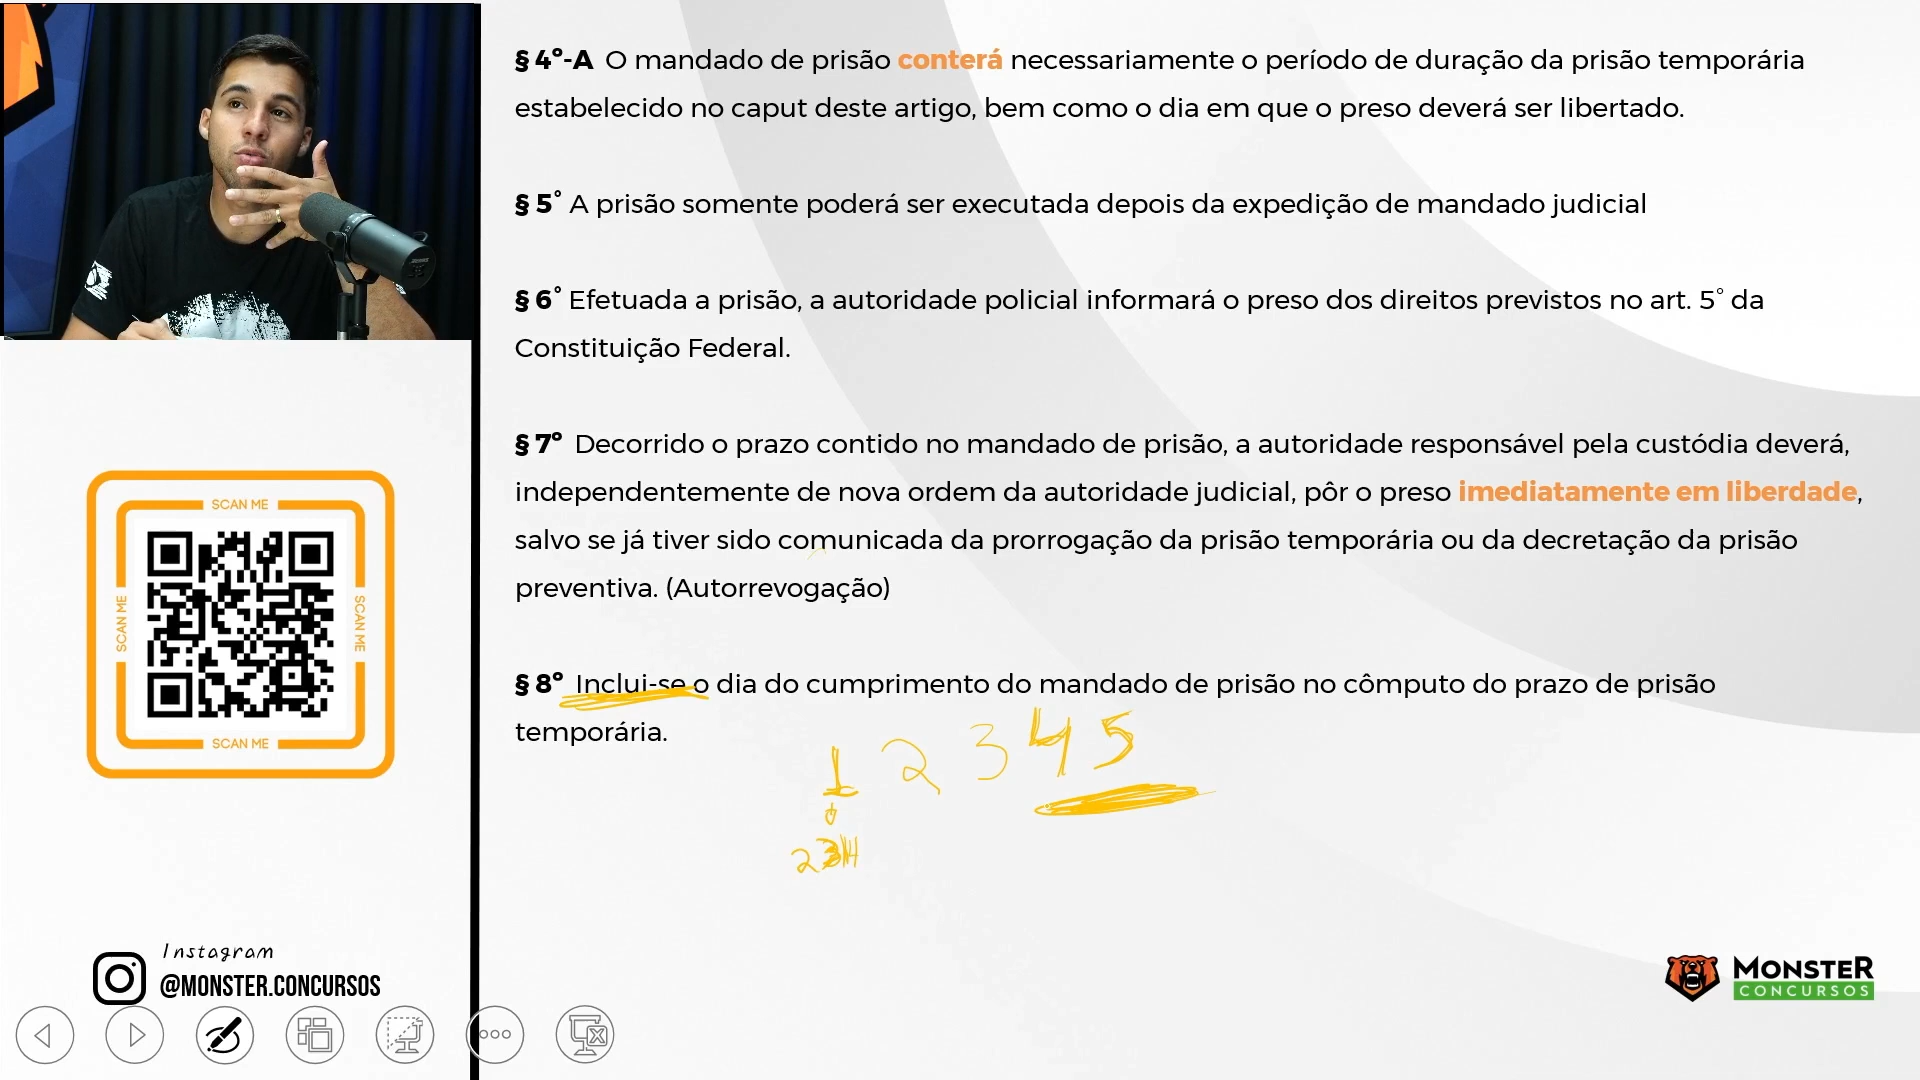 § 4º-A O mandado de prisão conterá necessariamente o período de duração da prisão temporária
estabelecido no caput deste artigo, bem como o dia em que o preso deverá ser libertado.
§ 5° A prisão somente poderá ser executada depois da expedição de mandado judicial
§ 6° Efetuada a prisão, a autoridade policial informará o preso dos direitos previstos no art. 5° da
Constituição Federal.
§ 7º Decorrido o prazo contido no mandado de prisão, a autoridade responsável pela custódia deverá,
independentemente de nova ordem da autoridade judicial, pôr o preso imediatamente em liberdade,
salvo se já tiver sido comunicada da prorrogação da prisão temporária ou da decretação da prisão
preventiva. (Autorrevogação)
§ 8º Inclui-se o dia do cumprimento do mandado de prisão no cômputo do prazo de prisão
temporária.
1 2 3 4 5
23H
SCAN ME
SCAN ME
SCAN ME
SCAN ME
Instagram
@MONSTER.CONCURSOS
MONSTER
CONCURSOS